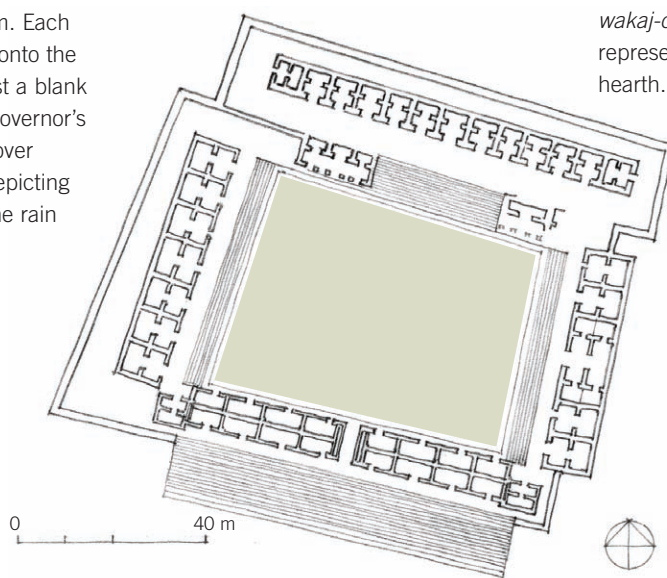 m. Each
onto the
st a blank
overnor's
over
epicting
he rain
wakaj-c
represe
hearth.
0 40 m